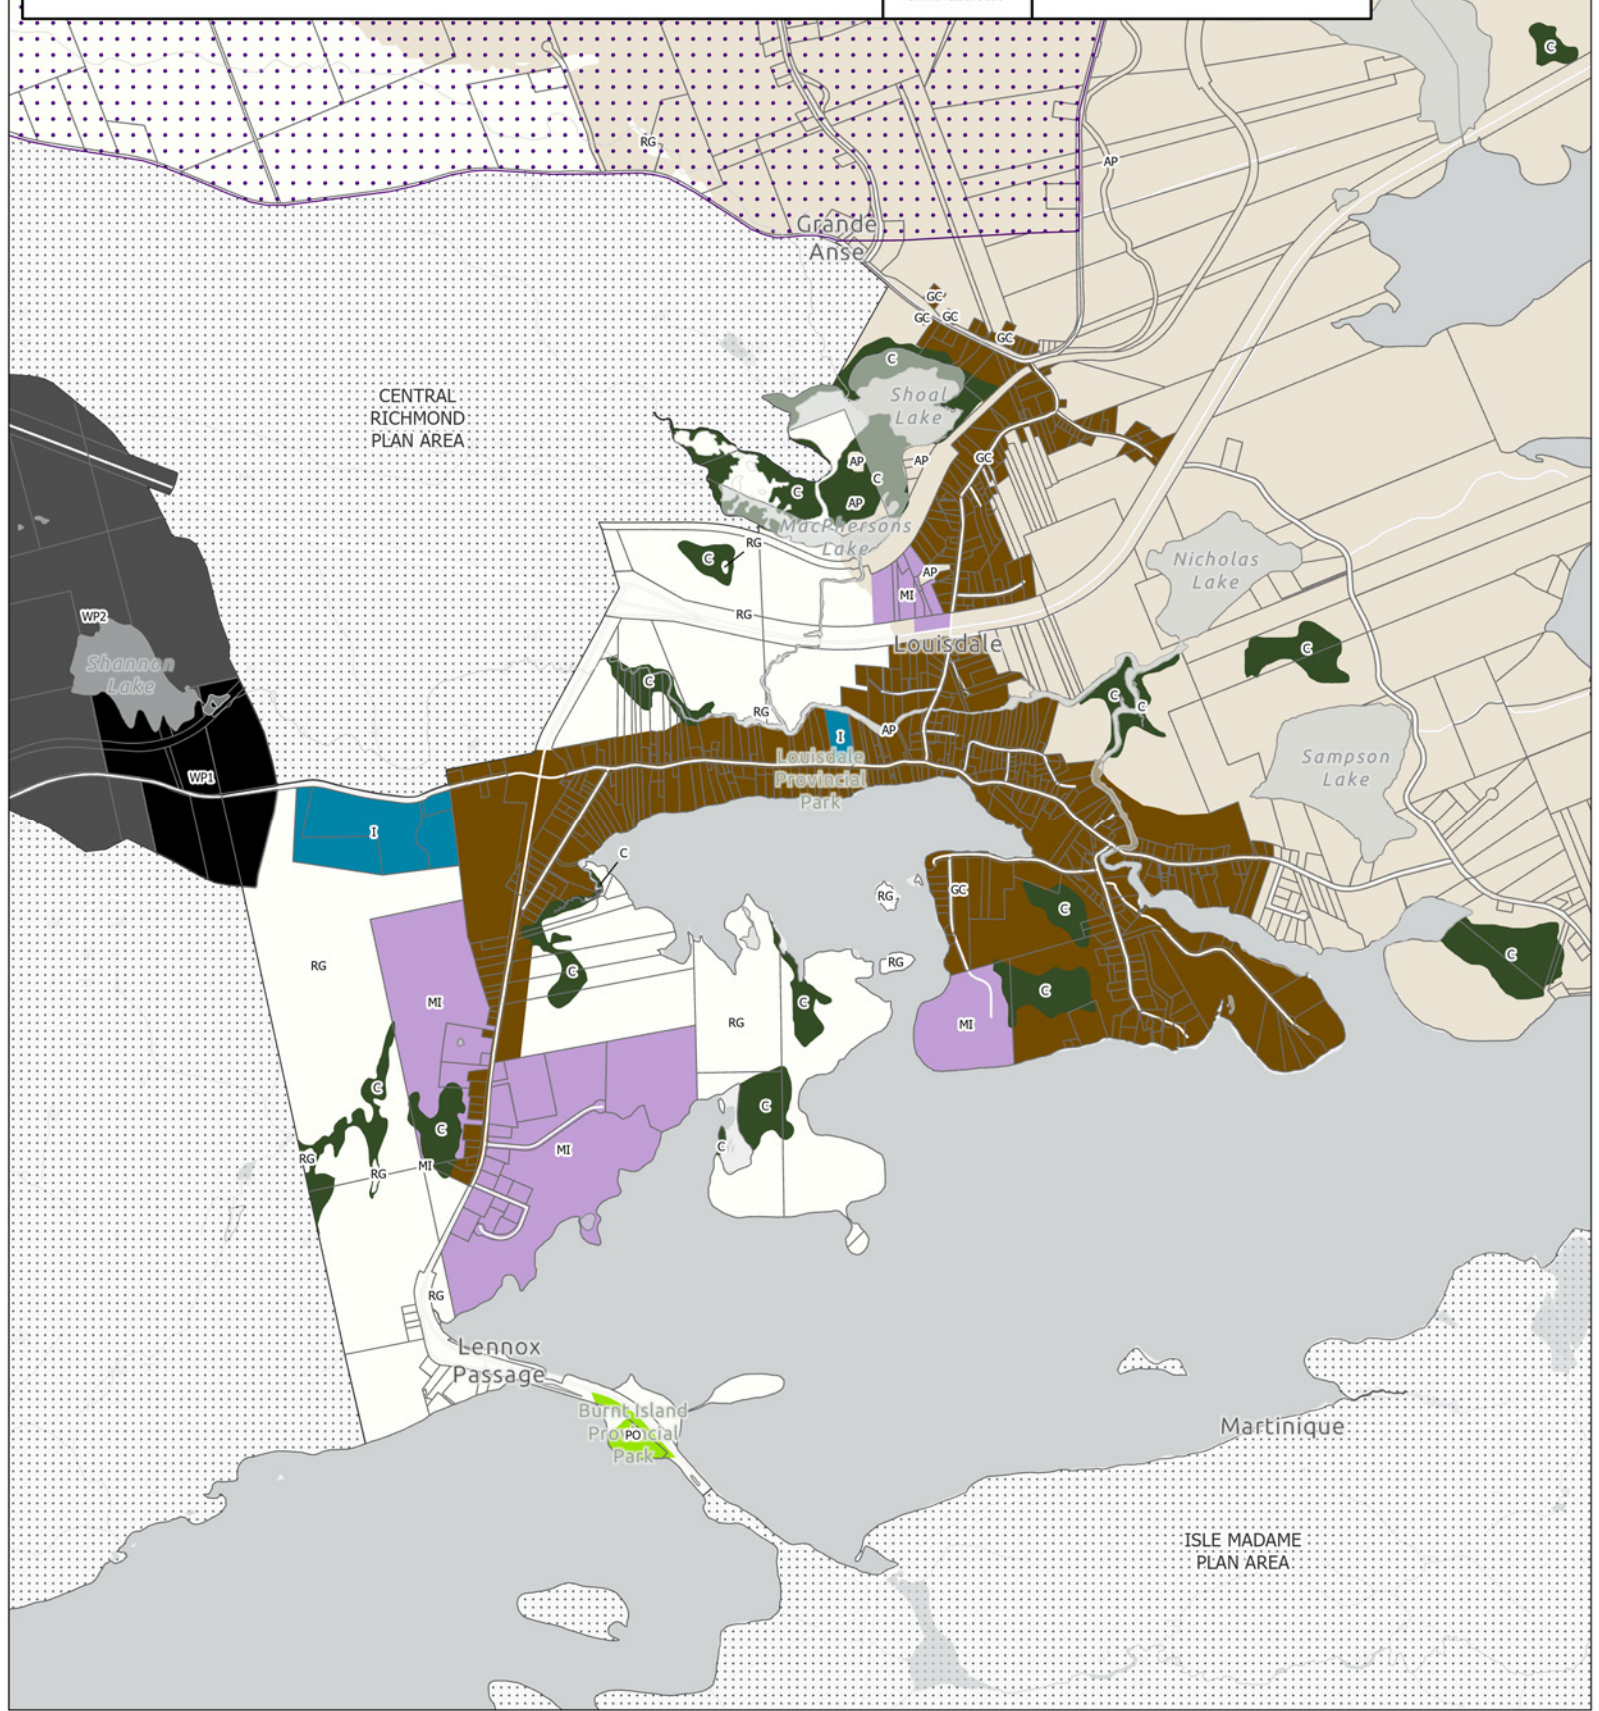 C
RG
AP
Grande
Anse
GC
GC
GC
GC
C
CENTRAL
RICHMOND
PLAN AREA
Shoal
Lake
GC
AP
AP
C
C
AP
MacPhersons
Lake
RG
C
AP
Nicholas
Lake
MI
RG
WP2
Louisdale
C
Shannon
Lake
C
C
C
RG
AP
I
Louisdale
Provincial
Park
Sampson
Lake
WP1
I
C
RG
GC
C
C
RG
RG
C
C
MI
C
RG
MI
C
C
C
C
MI
RG
RG
MI
RG
Lennox
Passage
Burnt Island
Provincial
Park
PO
Martinique
ISLE MADAME
PLAN AREA